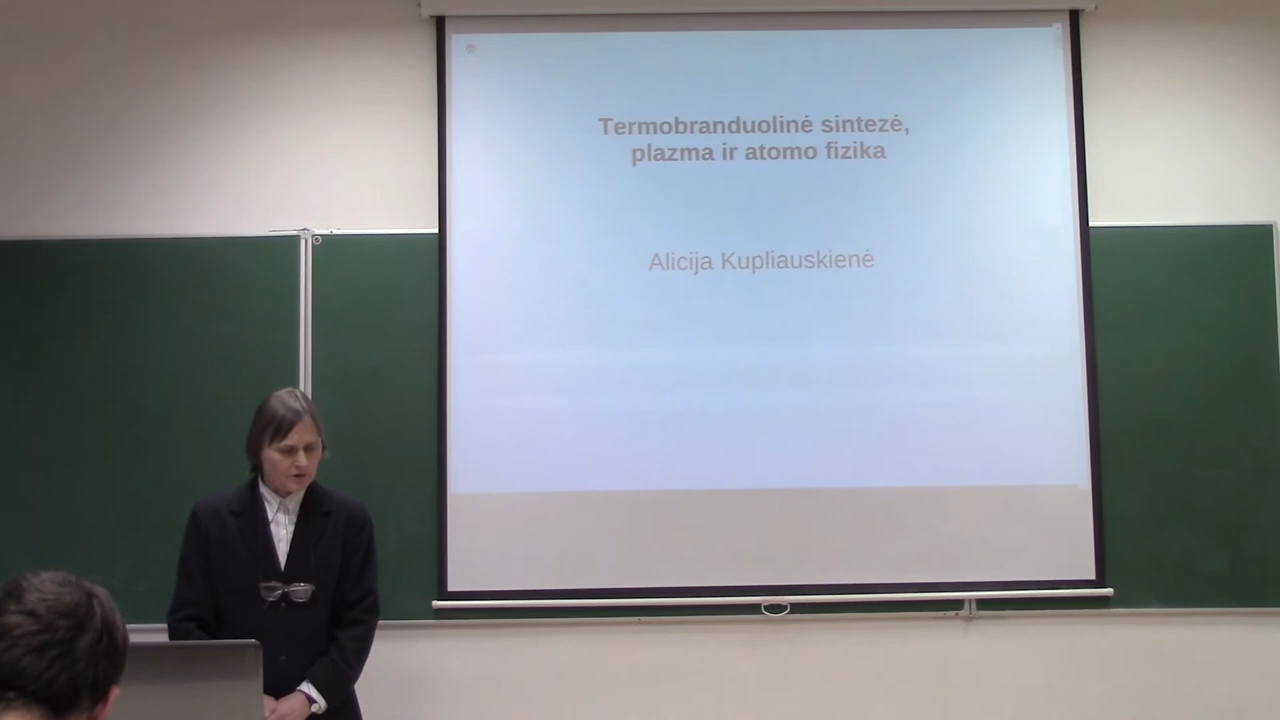 Termobranduolinė sintezė,
plazma ir atomo fizika
Alicija Kupliauskienė